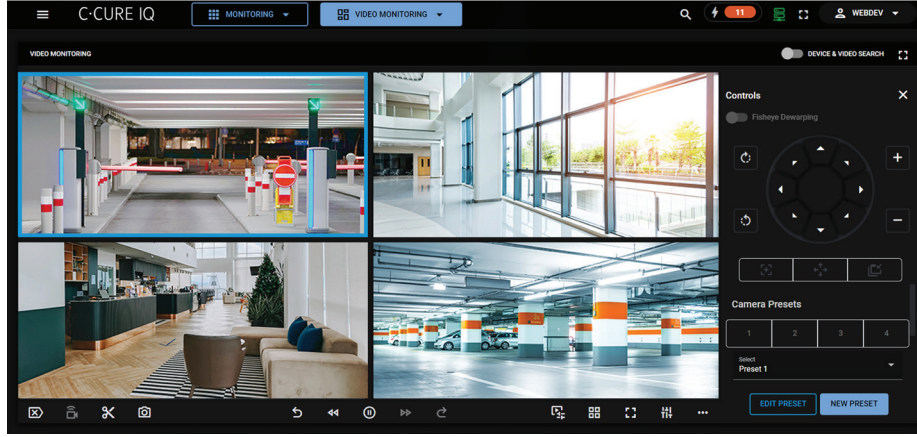 C•CURE IQ
MONITORING
VIDEO MONITORING
11
WEBDEV
VIDEO MONITORING
DEVICE & VIDEO SEARCH
Controls
Fisheye Dewarping
Camera Presets
1 2 3 4
Select
Preset 1
EDIT PRESET
NEW PRESET